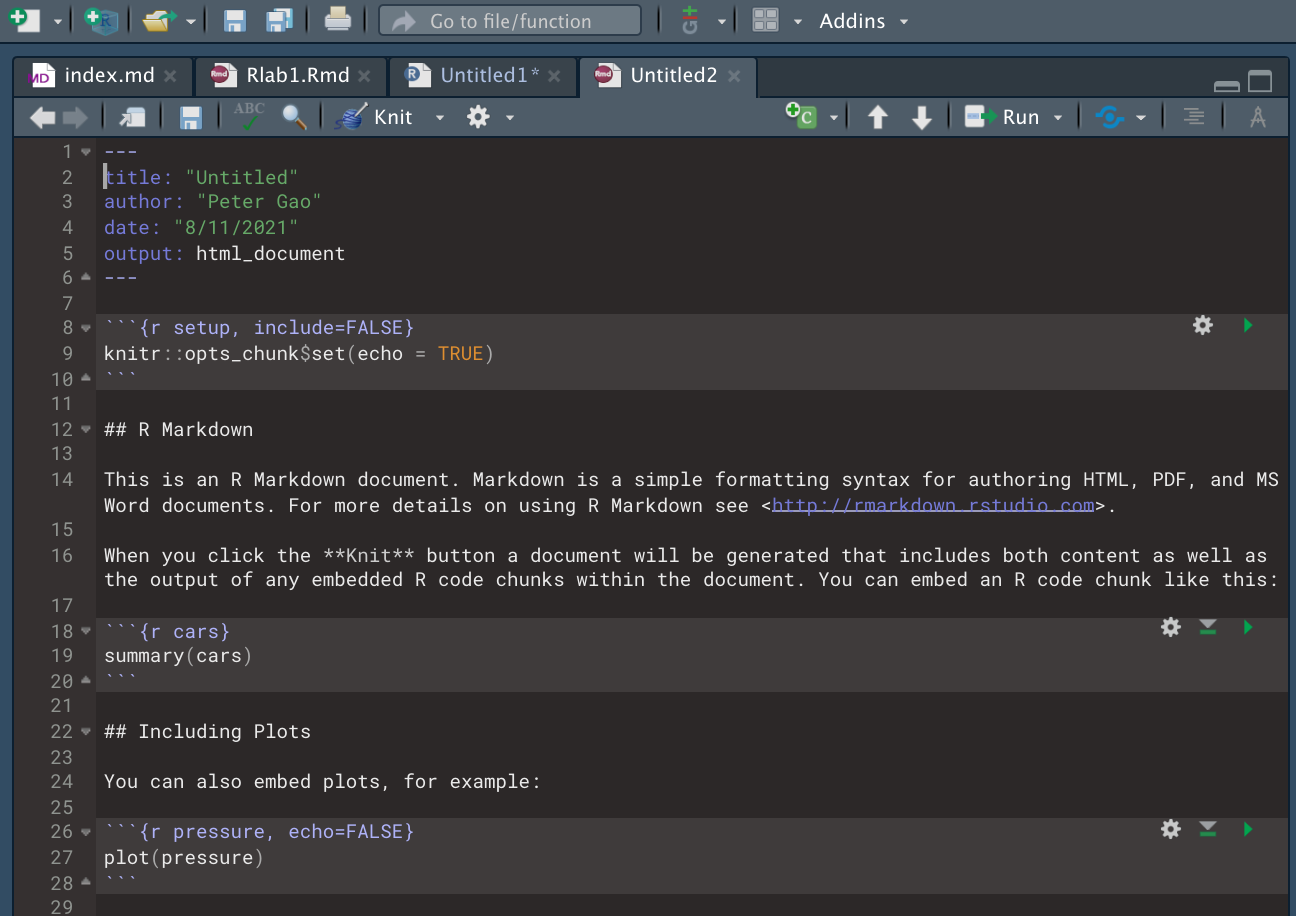 Go to file/function Addins
index.md Rlab1.Rmd Untitled1* Untitled2
ABC Knit Run
1 ---
2 title: "Untitled"
3 author: "Peter Gao"
4 date: "8/11/2021"
5 output: html_document
6 ---
7
8 ```{r setup, include=FALSE}
9 knitr::opts_chunk$set(echo = TRUE)
10 ```
11
12 ## R Markdown
13
14 This is an R Markdown document. Markdown is a simple formatting syntax for authoring HTML, PDF, and MS
Word documents. For more details on using R Markdown see <http://rmarkdown.rstudio.com>.
15
16 When you click the **Knit** button a document will be generated that includes both content as well as
the output of any embedded R code chunks within the document. You can embed an R code chunk like this:
17
18 ```{r cars}
19 summary(cars)
20 ```
21
22 ## Including Plots
23
24 You can also embed plots, for example:
25
26 ```{r pressure, echo=FALSE}
27 plot(pressure)
28 ```
29